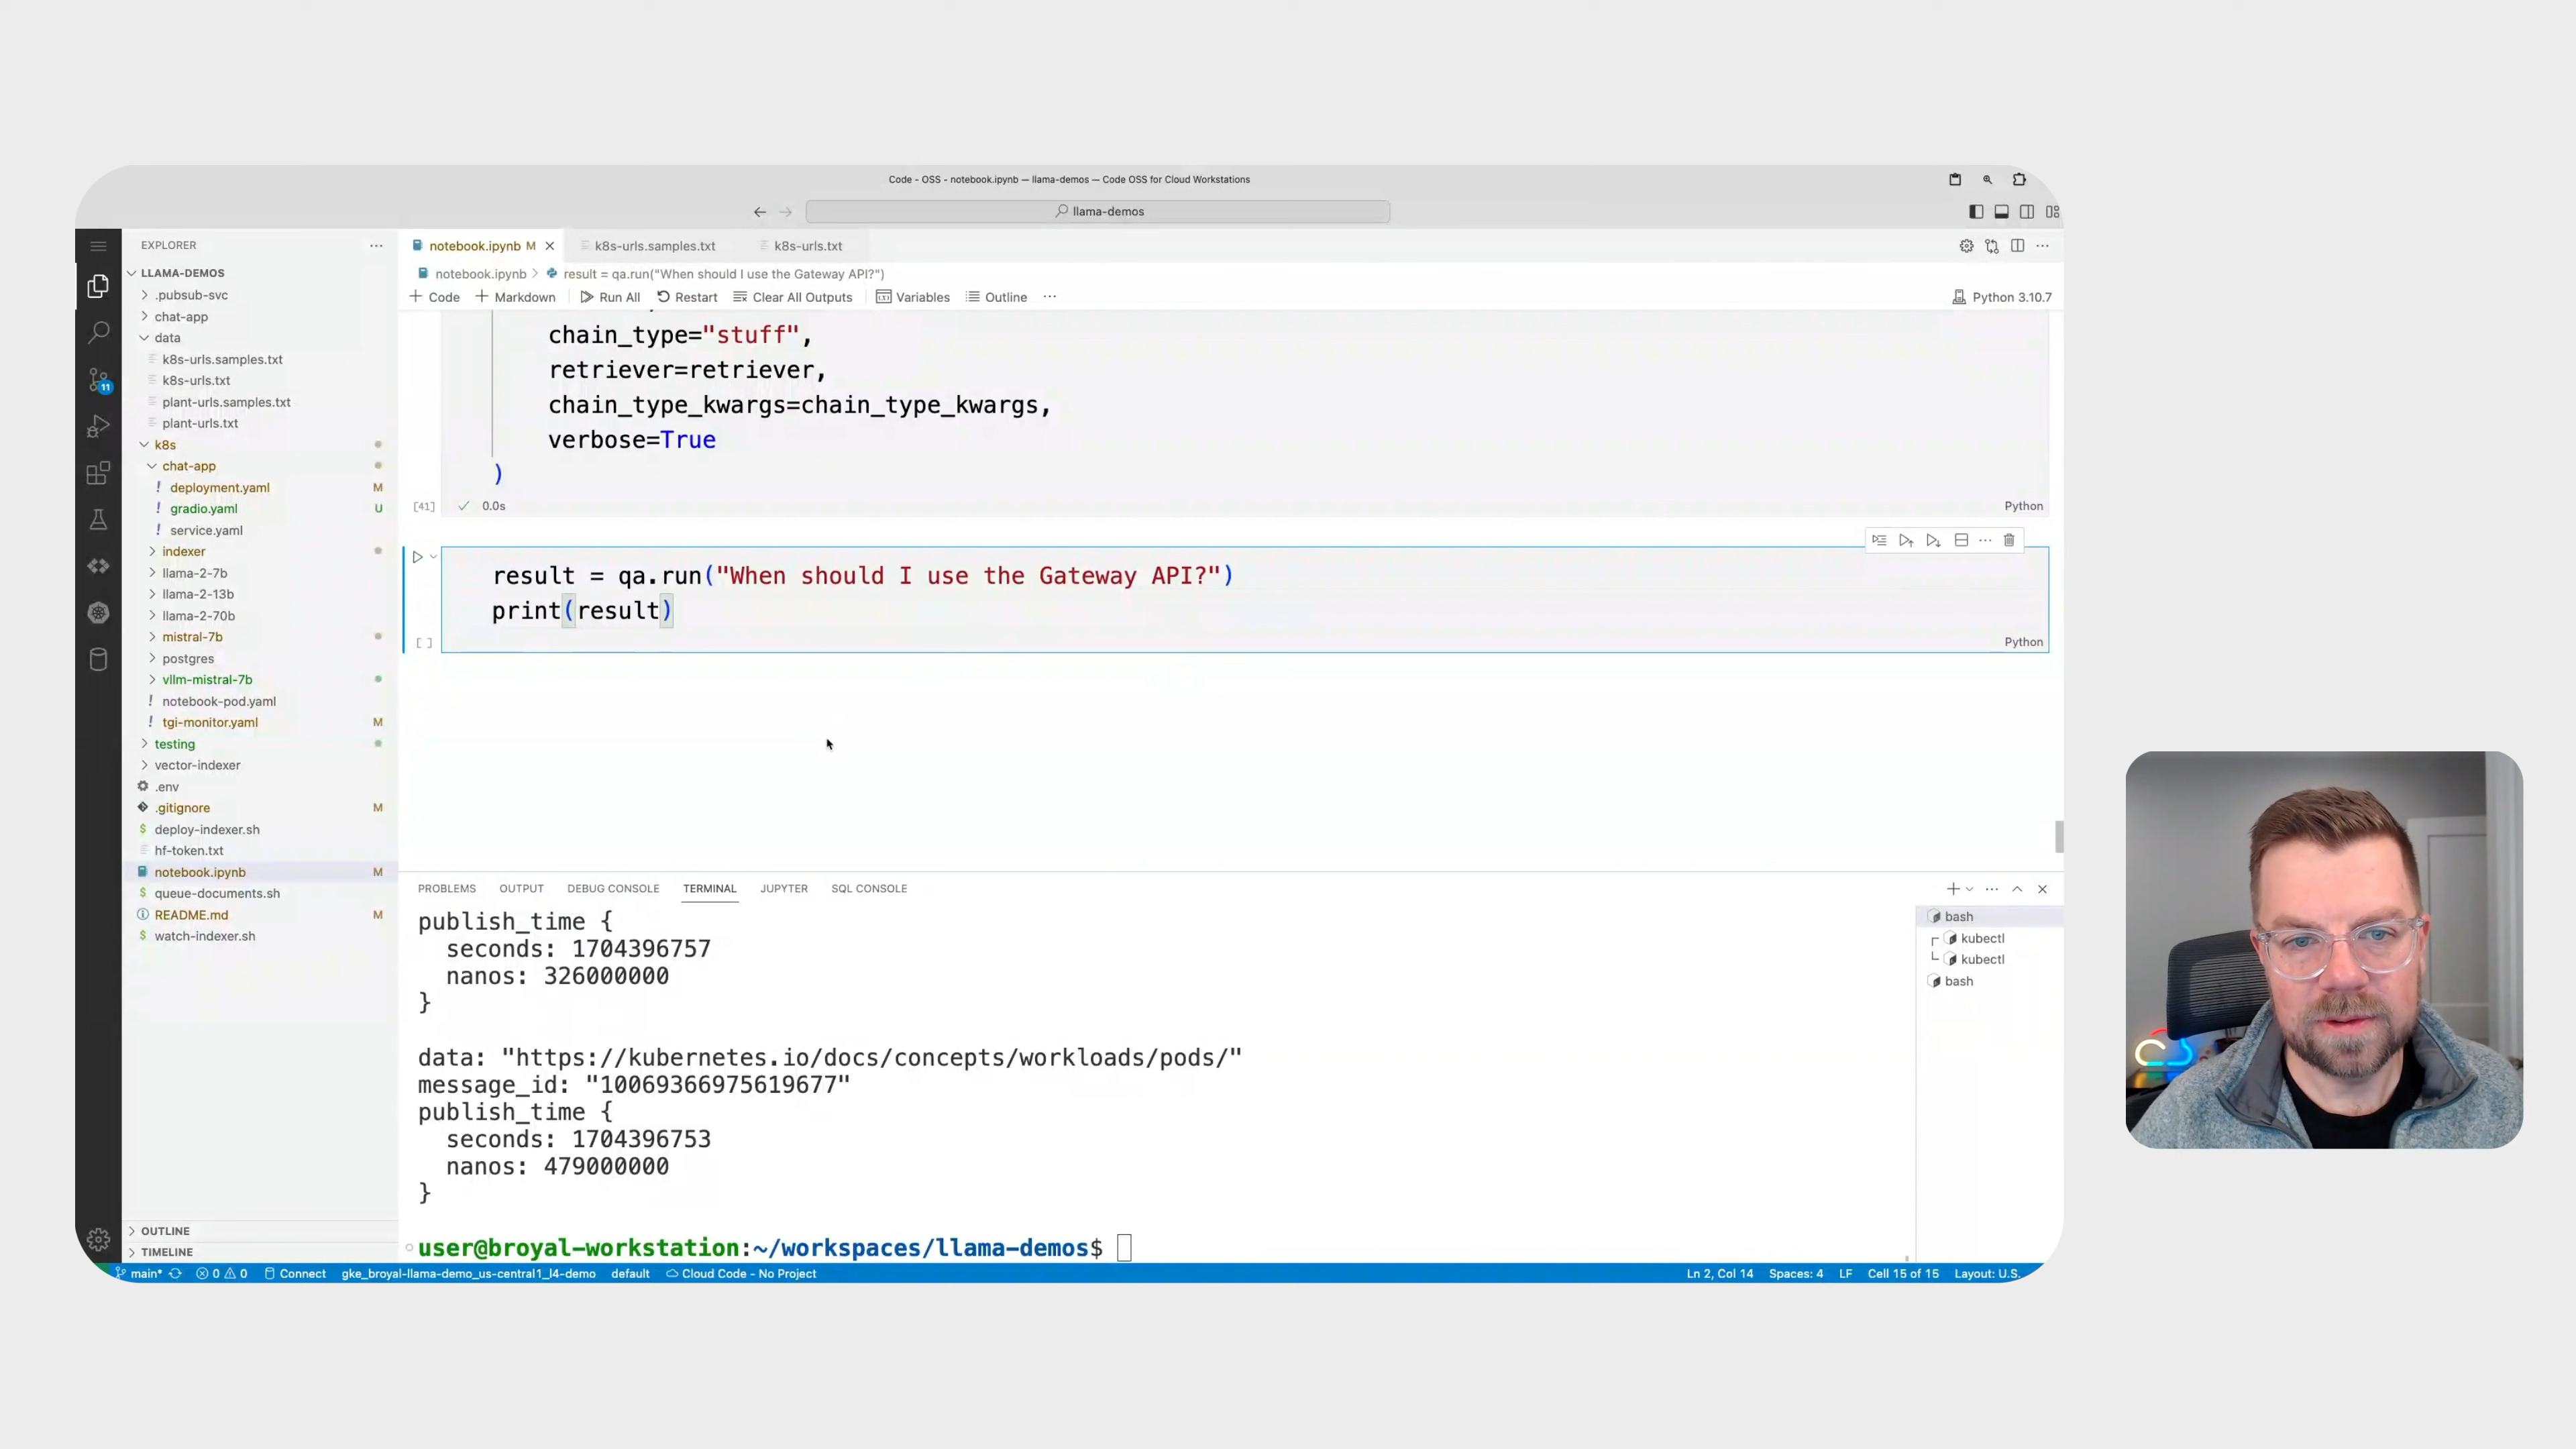 Code - OSS - notebook.ipynb — llama-demos — Code OSS for Cloud Workstations
llama-demos
EXPLORER
LLAMA-DEMOS
.pubsub-svc
chat-app
data
k8s-urls.samples.txt
k8s-urls.txt
plant-urls.samples.txt
plant-urls.txt
k8s
chat-app
deployment.yaml M
gradio.yaml U
service.yaml
indexer
llama-2-7b
llama-2-13b
llama-2-70b
mistral-7b
postgres
vllm-mistral-7b
notebook-pod.yaml
tgi-monitor.yaml M
testing
vector-indexer
.env
.gitignore M
deploy-indexer.sh
hf-token.txt
notebook.ipynb M
queue-documents.sh
README.md M
watch-indexer.sh
OUTLINE
TIMELINE
11
notebook.ipynb M k8s-urls.samples.txt k8s-urls.txt
notebook.ipynb > result = qa.run("When should I use the Gateway API?")
+ Code + Markdown Run All Restart Clear All Outputs Variables Outline ... Python 3.10.7
chain_type="stuff",
retriever=retriever,
chain_type_kwargs=chain_type_kwargs,
verbose=True
)
[41] 0.0s Python
result = qa.run("When should I use the Gateway API?")
print(result)
[ ] Python
PROBLEMS OUTPUT DEBUG CONSOLE TERMINAL JUPYTER SQL CONSOLE
publish_time {
seconds: 1704396757
nanos: 326000000
}
data: "https://kubernetes.io/docs/concepts/workloads/pods/"
message_id: "10069366975619677"
publish_time {
seconds: 1704396753
nanos: 479000000
}
user@broyal-workstation:~/workspaces/llama-demos$
bash
kubectl
kubectl
bash
main* 0 0 Connect gke_broyal-llama-demo_us-central1_l4-demo default Cloud Code - No Project Ln 2, Col 14 Spaces: 4 LF Cell 15 of 15 Layout: U.S.